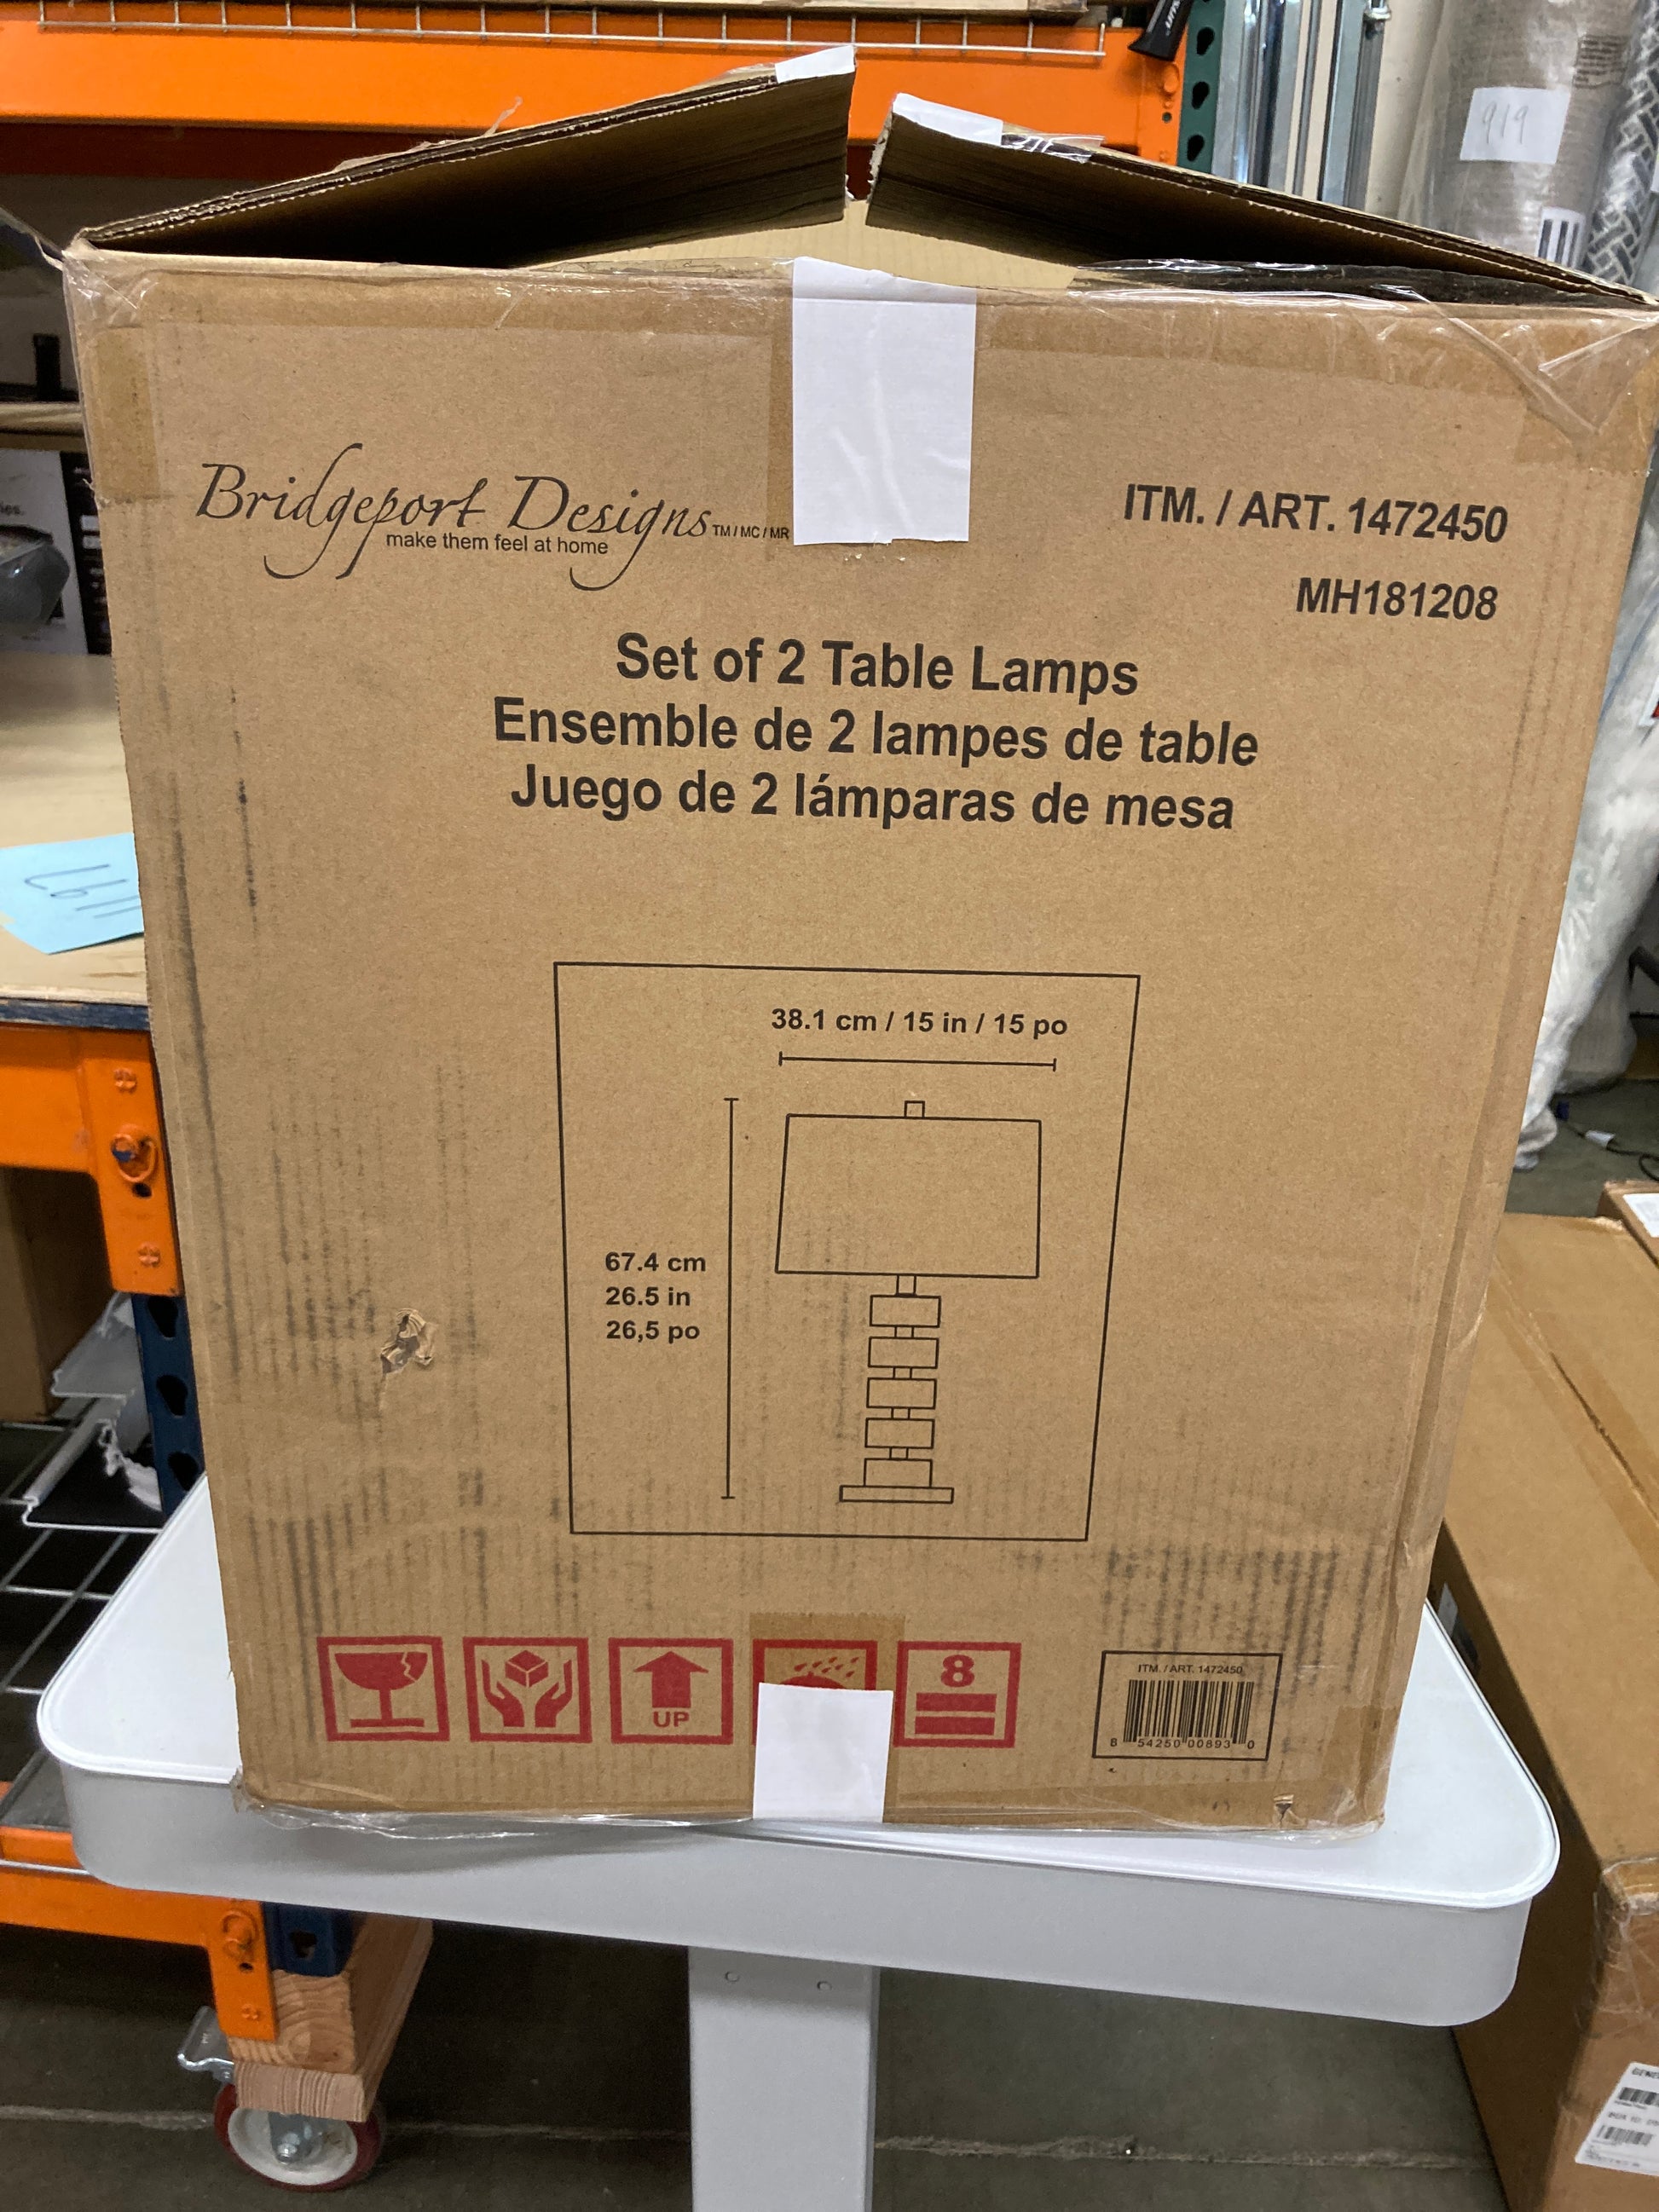 919
Bridgeport Designs TM / MC / MR
make them feel at home
ITM. / ART. 1472450
MH181208
Set of 2 Table Lamps
Ensemble de 2 lampes de table
Juego de 2 lámparas de mesa
38.1 cm / 15 in / 15 po
67.4 cm
26.5 in
26,5 po
UP
8
ITM. / ART. 1472450
8 54250 00893 0